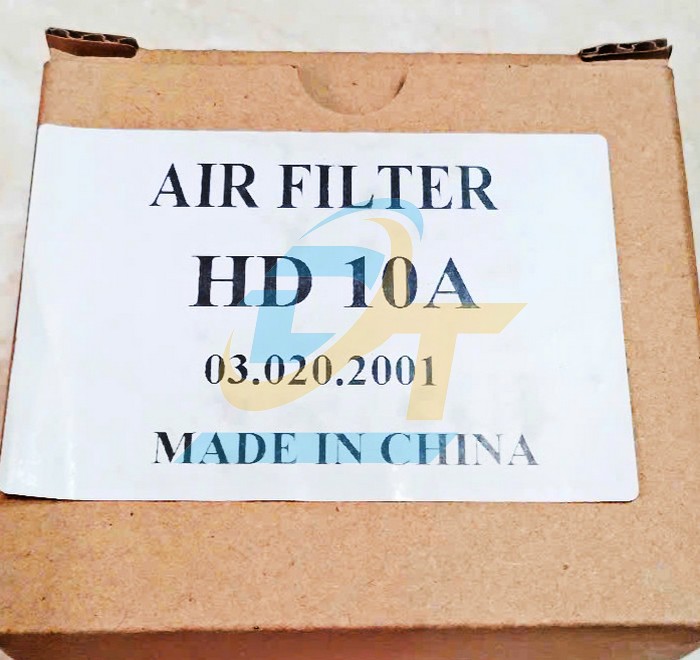 AIR FILTER
HD 10A
03.020.2001
MADE IN CHINA